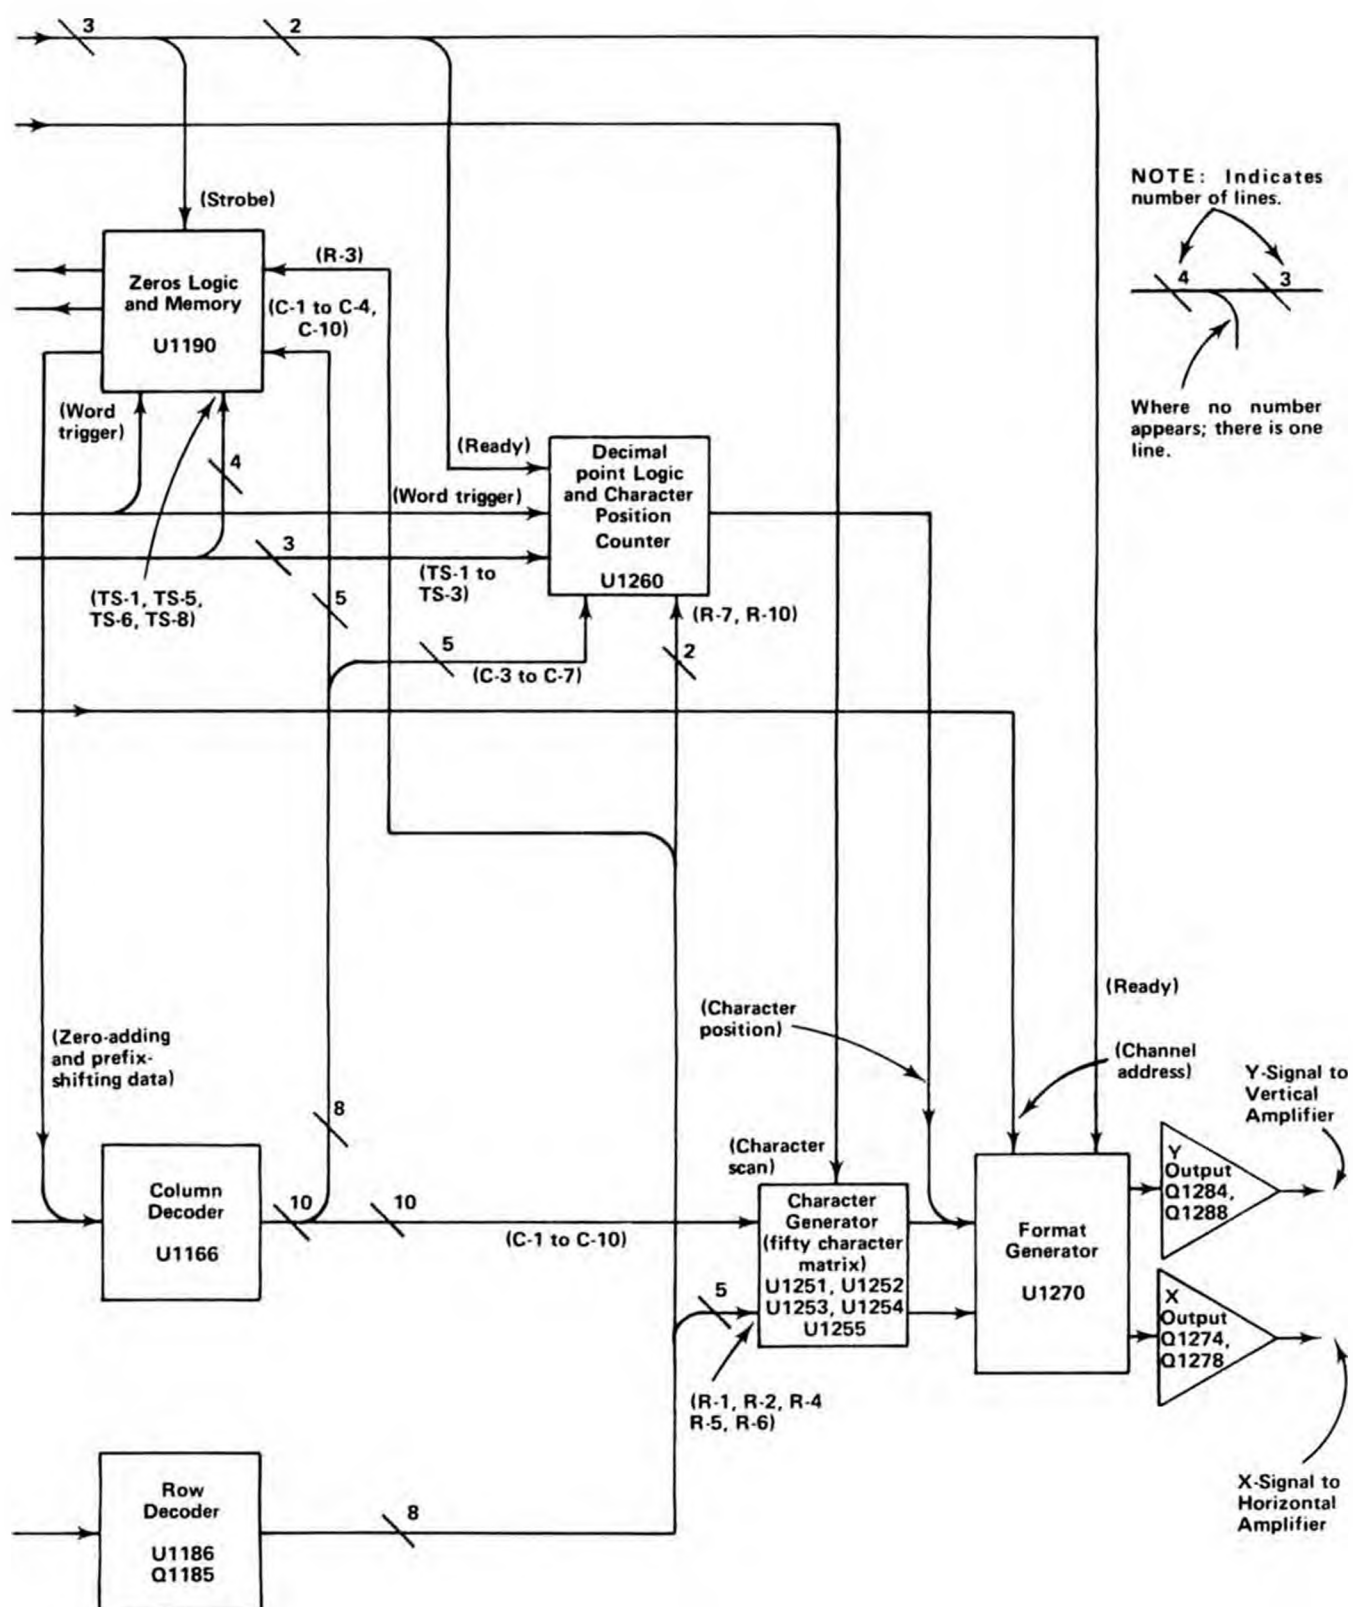 3
2
(Strobe)
NOTE: Indicates
number of lines.
4
3
Where no number
appears; there is one
line.
(R-3)
Zeros Logic
and Memory
U1190
(C-1 to C-4,
C-10)
(Word
trigger)
4
(Ready)
Decimal
point Logic
and Character
Position
Counter
U1260
(Word trigger)
3
(TS-1 to
TS-3)
(TS-1, TS-5,
TS-6, TS-8)
5
(R-7, R-10)
5
2
(C-3 to C-7)
(Ready)
(Character
position)
(Zero-adding
and prefix-
shifting data)
(Channel
address)
Y-Signal to
Vertical
Amplifier
8
(Character
scan)
Y
Output
Q1284,
Q1288
Column
Decoder
U1166
10
10
(C-1 to C-10)
Character
Generator
(fifty character
matrix)
U1251, U1252
U1253, U1254
U1255
Format
Generator
U1270
5
X
Output
Q1274,
Q1278
(R-1, R-2, R-4
R-5, R-6)
X-Signal to
Horizontal
Amplifier
Row
Decoder
U1186
Q1185
8